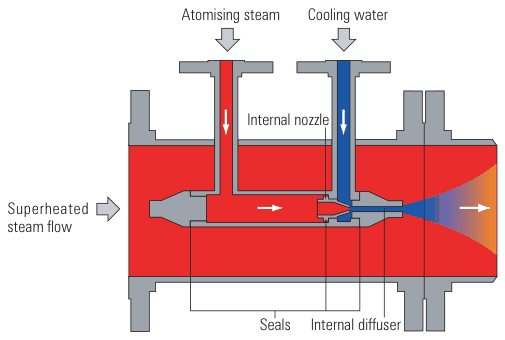 Atomising steam
Cooling water
Internal nozzle
Superheated
steam flow
Seals
Internal diffuser